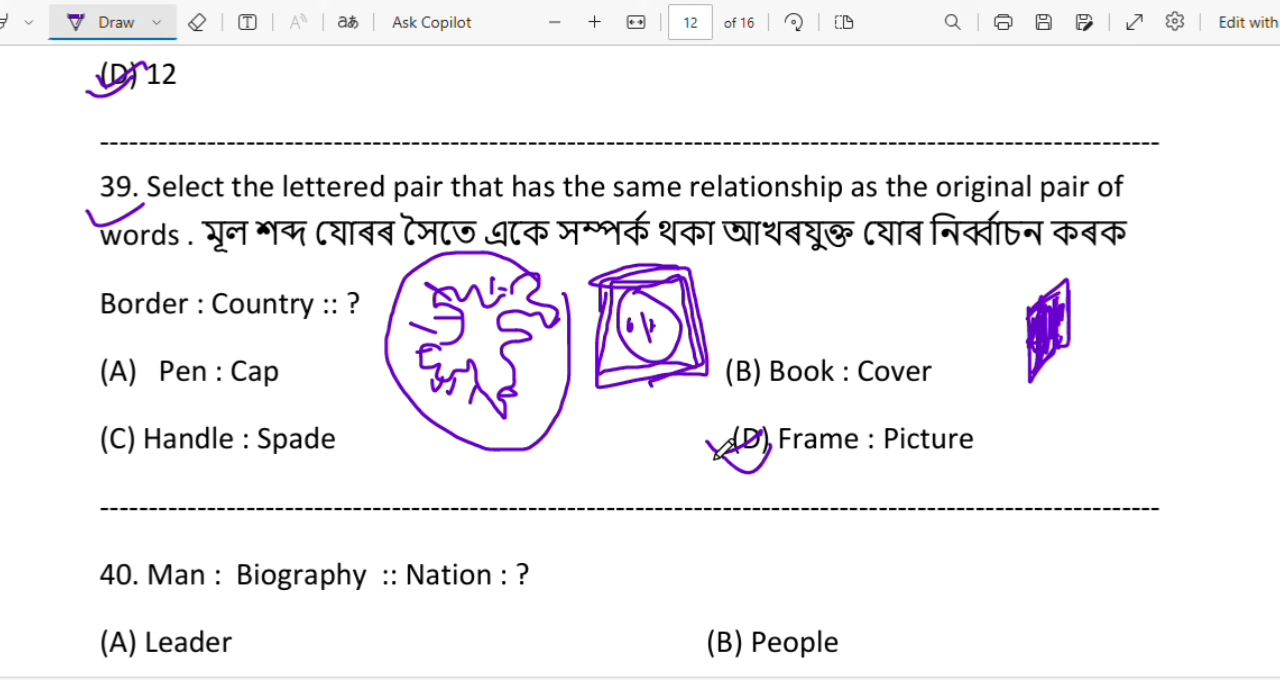 Draw aあ Ask Copilot 12 of 16 Edit with
(D) 12
39. Select the lettered pair that has the same relationship as the original pair of
words . মূল শব্দ যোৰৰ সৈতে একে সম্পৰ্ক থকা আখৰযুক্ত যোৰ নিৰ্ব্বাচন কৰক
Border : Country :: ?
(A) Pen : Cap (B) Book : Cover
(C) Handle : Spade (D) Frame : Picture
40. Man : Biography :: Nation : ?
(A) Leader (B) People